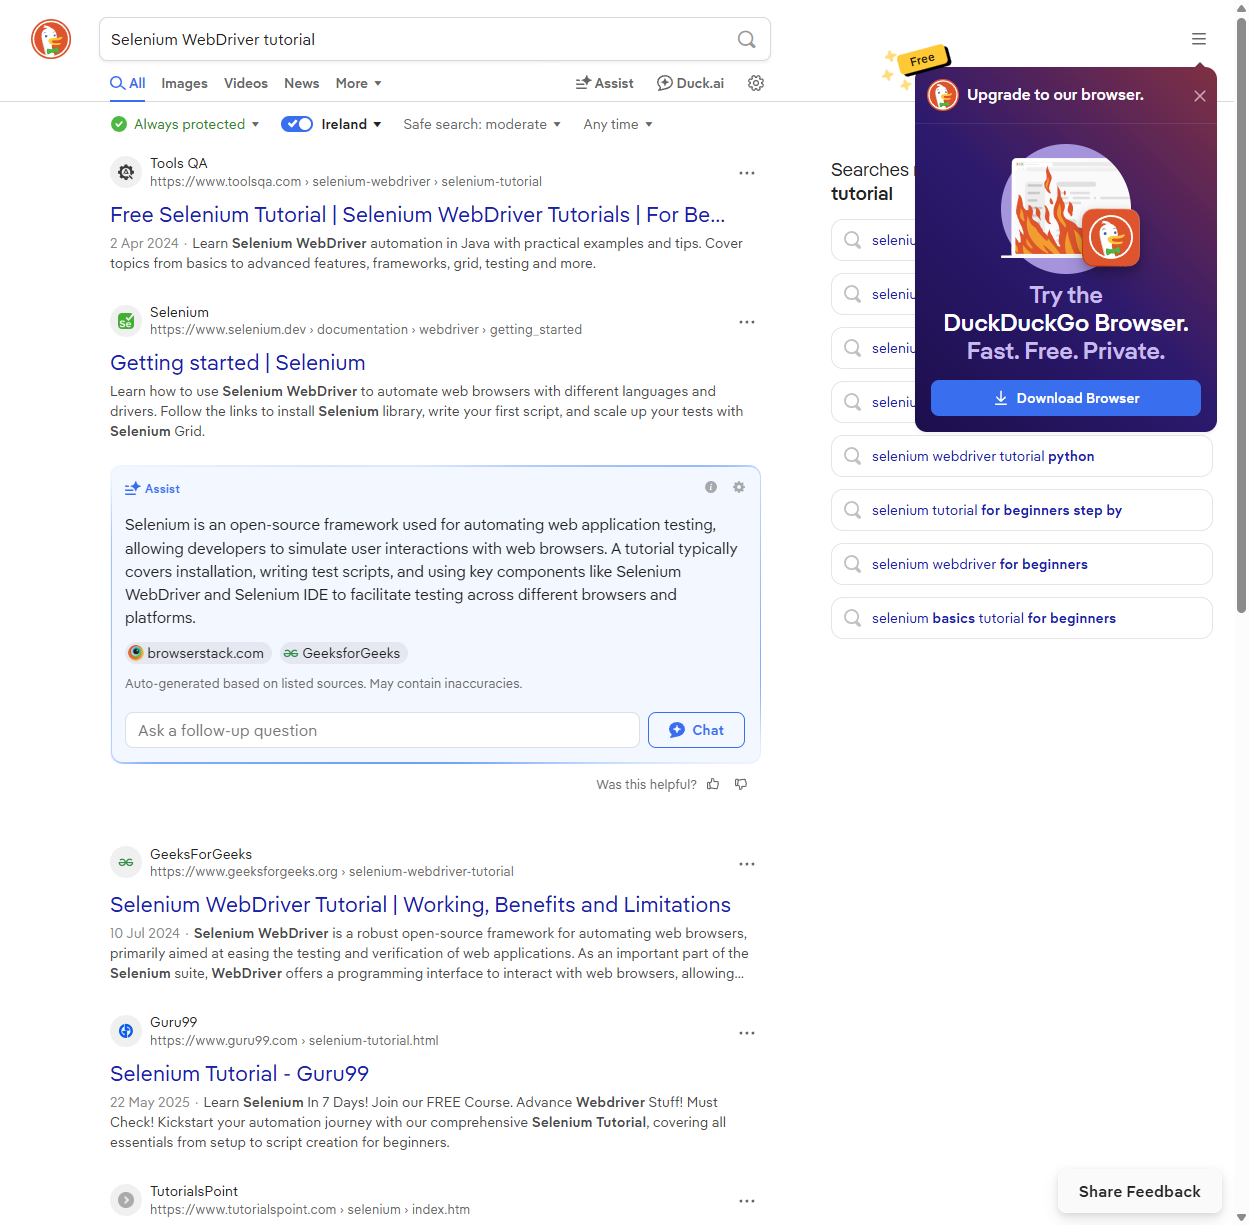 Selenium WebDriver tutorial
All
Images
Videos
News
More
Assist
Duck.ai
Always protected
Ireland
Safe search: moderate
Any time
Tools QA
https://www.toolsqa.com › selenium-webdriver › selenium-tutorial
Free Selenium Tutorial | Selenium WebDriver Tutorials | For Be...
2 Apr 2024 · Learn Selenium WebDriver automation in Java with practical examples and tips. Cover
topics from basics to advanced features, frameworks, grid, testing and more.
Selenium
https://www.selenium.dev › documentation › webdriver › getting_started
Getting started | Selenium
Learn how to use Selenium WebDriver to automate web browsers with different languages and
drivers. Follow the links to install Selenium library, write your first script, and scale up your tests with
Selenium Grid.
Assist
Selenium is an open-source framework used for automating web application testing,
allowing developers to simulate user interactions with web browsers. A tutorial typically
covers installation, writing test scripts, and using key components like Selenium
WebDriver and Selenium IDE to facilitate testing across different browsers and
platforms.
browserstack.com
GeeksforGeeks
Auto-generated based on listed sources. May contain inaccuracies.
Ask a follow-up question
Chat
Was this helpful?
GeeksForGeeks
https://www.geeksforgeeks.org › selenium-webdriver-tutorial
Selenium WebDriver Tutorial | Working, Benefits and Limitations
10 Jul 2024 · Selenium WebDriver is a robust open-source framework for automating web browsers,
primarily aimed at easing the testing and verification of web applications. As an important part of the
Selenium suite, WebDriver offers a programming interface to interact with web browsers, allowing...
Guru99
https://www.guru99.com › selenium-tutorial.html
Selenium Tutorial - Guru99
22 May 2025 · Learn Selenium In 7 Days! Join our FREE Course. Advance Webdriver Stuff! Must
Check! Kickstart your automation journey with our comprehensive Selenium Tutorial, covering all
essentials from setup to script creation for beginners.
TutorialsPoint
https://www.tutorialspoint.com › selenium › index.htm
Free
Upgrade to our browser.
Try the
DuckDuckGo Browser.
Fast. Free. Private.
Download Browser
Searches
tutorial
selenium webdriver tutorial python
selenium tutorial for beginners step by
selenium webdriver for beginners
selenium basics tutorial for beginners
Share Feedback